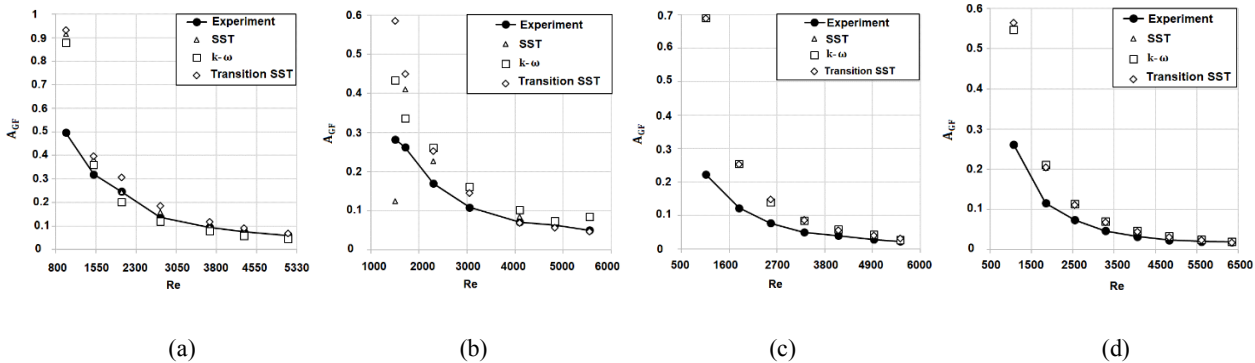 1
0.9
0.8
0.7
0.6
0.5
0.4
0.3
0.2
0.1
0
A_GF
800 1550 2300 3050 3800 4550 5330
Re
Experiment
SST
k-ω
Transition SST
(a)
0.6
0.5
0.4
0.3
0.2
0.1
0
A_GF
1000 2000 3000 4000 5000 6000
Re
Experiment
SST
k-ω
Transition SST
(b)
0.7
0.6
0.5
0.4
0.3
0.2
0.1
0
A_GF
500 1600 2700 3800 4900 6000
Re
Experiment
SST
k-ω
Transition SST
(c)
0.6
0.5
0.4
0.3
0.2
0.1
0
A_GF
500 1500 2500 3500 4500 5500 6500
Re
Experiment
SST
k-ω
Transition SST
(d)